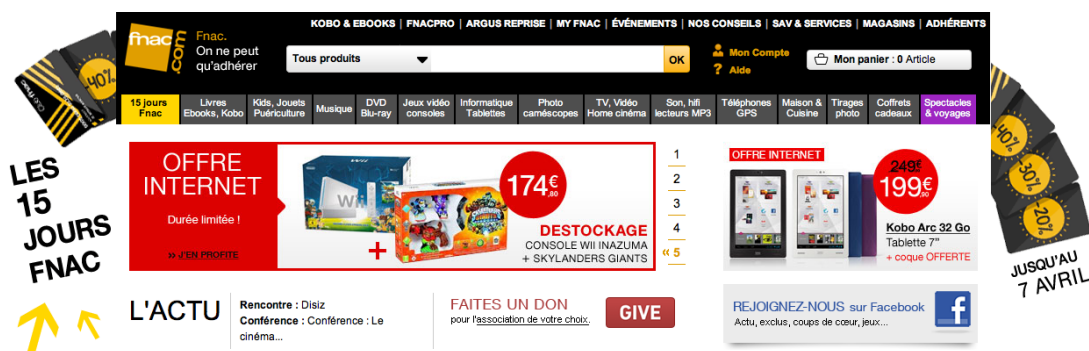 KOBO & EBOOKS | FNACPRO | ARGUS REPRISE | MY FNAC | ÉVÉNEMENTS | NOS CONSEILS | SAV & SERVICES | MAGASINS | ADHÉRENTS
fnac.com
Fnac.
On ne peut
qu'adhérer
Tous produits
OK
Mon Compte
Aide
Mon panier : 0 Article
15 jours Fnac
Livres Ebooks, Kobo
Kids, Jouets Puériculture
Musique
DVD Blu-ray
Jeux vidéo consoles
Informatique Tablettes
Photo caméscopes
TV, Vidéo Home cinéma
Son, hifi lecteurs MP3
Téléphones GPS
Maison & Cuisine
Tirages photo
Coffrets cadeaux
Spectacles & voyages
-40%
LES
15
JOURS
FNAC
OFFRE
INTERNET
Durée limitée !
» J'EN PROFITE
Wii
+
SKYLANDERS GIANTS
174€,80
DESTOCKAGE
CONSOLE WII INAZUMA
+ SKYLANDERS GIANTS
1
2
3
4
« 5
OFFRE INTERNET
249€
199€
Kobo Arc 32 Go
Tablette 7"
+ coque OFFERTE
-40%
-30%
-20%
JUSQU'AU
7 AVRIL
L'ACTU
Rencontre : Disiz
Conférence : Conférence : Le
cinéma...
FAITES UN DON
pour l'association de votre choix.
GIVE
REJOIGNEZ-NOUS sur Facebook
Actu, exclus, coups de cœur, jeux...
f